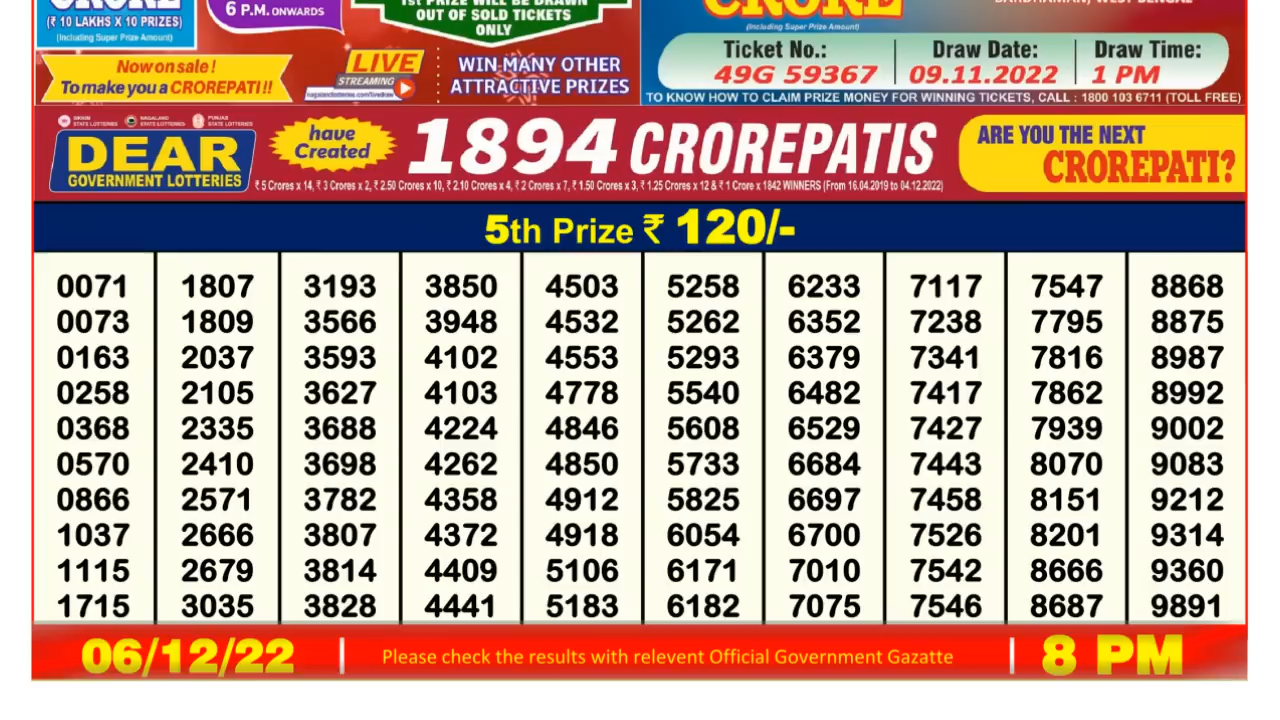 CRORE
(₹ 10 LAKHS X 10 PRIZES)
(Including Super Prize Amount)
6 P.M. ONWARDS
1st PRIZE WILL BE DRAWN
OUT OF SOLD TICKETS
ONLY
Now on sale !
To make you a CROREPATI !!
LIVE
STREAMING
WIN MANY OTHER
ATTRACTIVE PRIZES
CRORE
(Including Super Prize Amount)
BARDHAMAN, WEST BENGAL
Ticket No.: Draw Date: Draw Time:
49G 59367 09.11.2022 1 PM
TO KNOW HOW TO CLAIM PRIZE MONEY FOR WINNING TICKETS, CALL : 1800 103 6711 (TOLL FREE)
SIKKIM STATE LOTTERIES NAGALAND STATE LOTTERIES PUNJAB STATE LOTTERIES
DEAR
GOVERNMENT LOTTERIES
have
Created
1894 CROREPATIS
₹ 5 Crores x 14, ₹ 3 Crores x 2, ₹ 2.50 Crores x 10, ₹ 2.10 Crores x 4, ₹ 2 Crores x 7, ₹ 1.50 Crores x 3, ₹ 1.25 Crores x 12 & ₹ 1 Crore x 1842 WINNERS (From 16.04.2019 to 04.12.2022)
ARE YOU THE NEXT
CROREPATI?
5th Prize ₹ 120/-
0071 1807 3193 3850 4503 5258 6233 7117 7547 8868
0073 1809 3566 3948 4532 5262 6352 7238 7795 8875
0163 2037 3593 4102 4553 5293 6379 7341 7816 8987
0258 2105 3627 4103 4778 5540 6482 7417 7862 8992
0368 2335 3688 4224 4846 5608 6529 7427 7939 9002
0570 2410 3698 4262 4850 5733 6684 7443 8070 9083
0866 2571 3782 4358 4912 5825 6697 7458 8151 9212
1037 2666 3807 4372 4918 6054 6700 7526 8201 9314
1115 2679 3814 4409 5106 6171 7010 7542 8666 9360
1715 3035 3828 4441 5183 6182 7075 7546 8687 9891
06/12/22 Please check the results with relevent Official Government Gazatte 8 PM